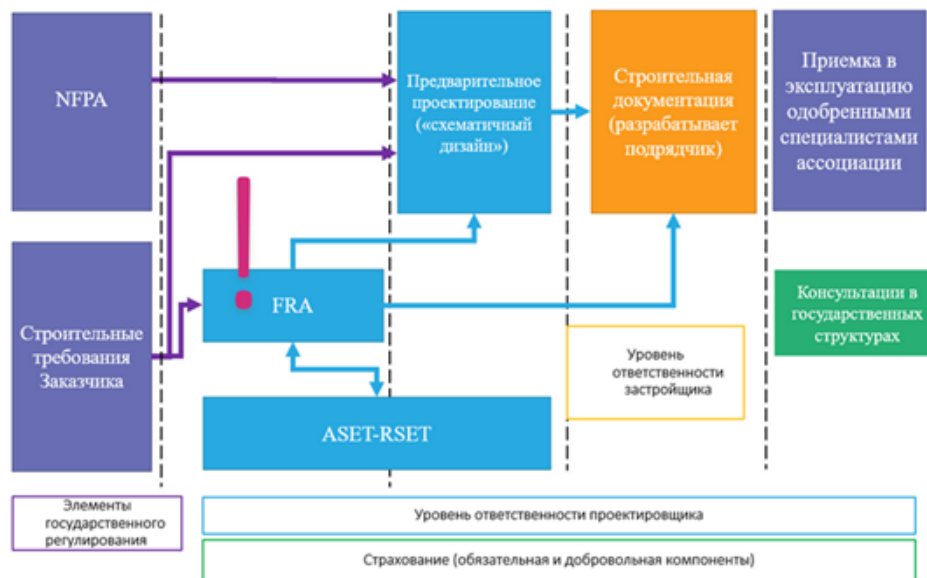 NFPA
Предварительное
проектирование
(«схематичный
дизайн»)
Строительная
документация
(разрабатывает
подрядчик)
Приемка в
эксплуатацию
одобренными
специалистами
ассоциации
!
Строительные
требования
Заказчика
FRA
ASET-RSET
Уровень
ответственности
застройщика
Консультации в
государственных
структурах
Элементы
государственного
регулирования
Уровень ответственности проектировщика
Страхование (обязательная и добровольная компоненты)